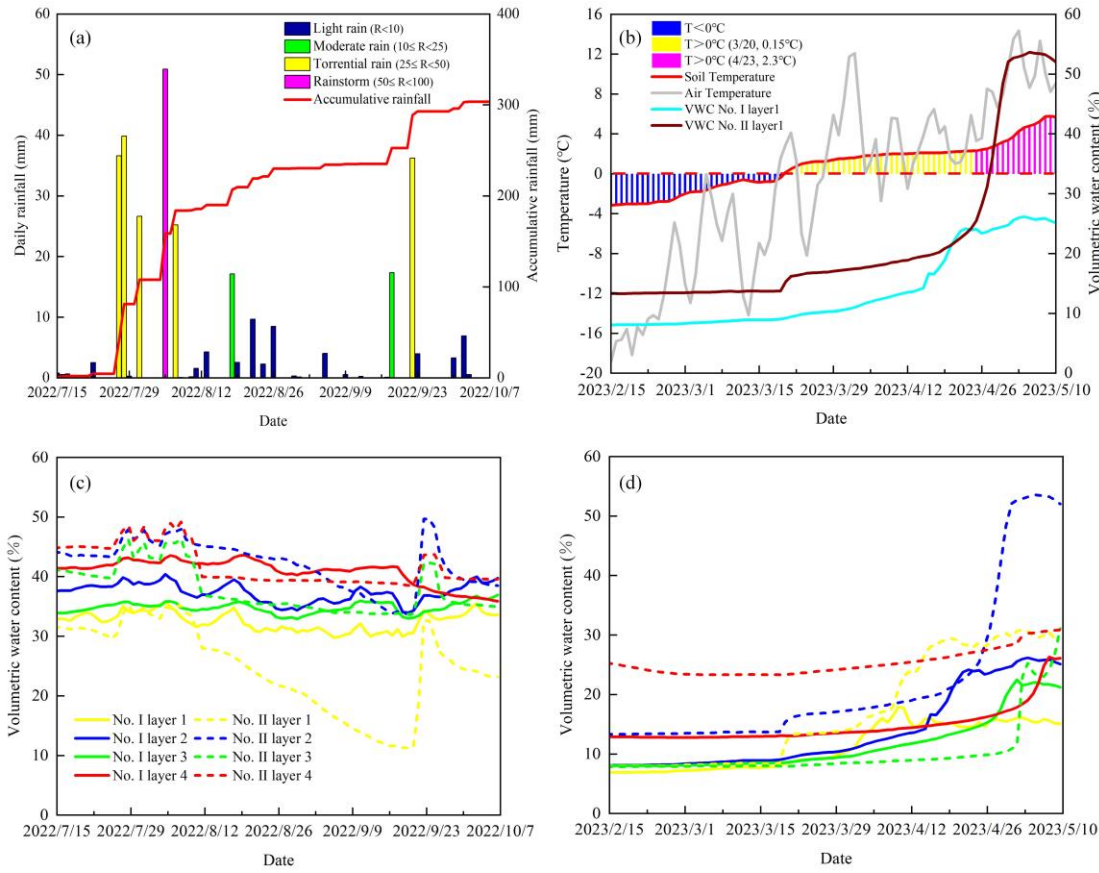 (a)
Light rain (R<10)
Moderate rain (10≤ R<25)
Torrential rain (25≤ R<50)
Rainstorm (50≤ R<100)
Accumulative rainfall
Daily rainfall (mm)
60
50
40
30
20
10
0
Accumulative rainfall (mm)
400
300
200
100
0
2022/7/15 2022/7/29 2022/8/12 2022/8/26 2022/9/9 2022/9/23 2022/10/7
Date
(b)
T<0℃
T>0℃ (3/20, 0.15℃)
T>0℃ (4/23, 2.3℃)
Soil Temperature
Air Temperature
VWC No. I layer1
VWC No. II layer1
Temperature (℃)
16
12
8
4
0
-4
-8
-12
-16
-20
Volumetric water content (%)
60
50
40
30
20
10
0
2023/2/15 2023/3/1 2023/3/15 2023/3/29 2023/4/12 2023/4/26 2023/5/10
Date
(c)
Volumetric water content (%)
60
50
40
30
20
10
0
No. I layer 1 No. II layer 1
No. I layer 2 No. II layer 2
No. I layer 3 No. II layer 3
No. I layer 4 No. II layer 4
2022/7/15 2022/7/29 2022/8/12 2022/8/26 2022/9/9 2022/9/23 2022/10/7
Date
(d)
Volumetric water content (%)
60
50
40
30
20
10
0
2023/2/15 2023/3/1 2023/3/15 2023/3/29 2023/4/12 2023/4/26 2023/5/10
Date